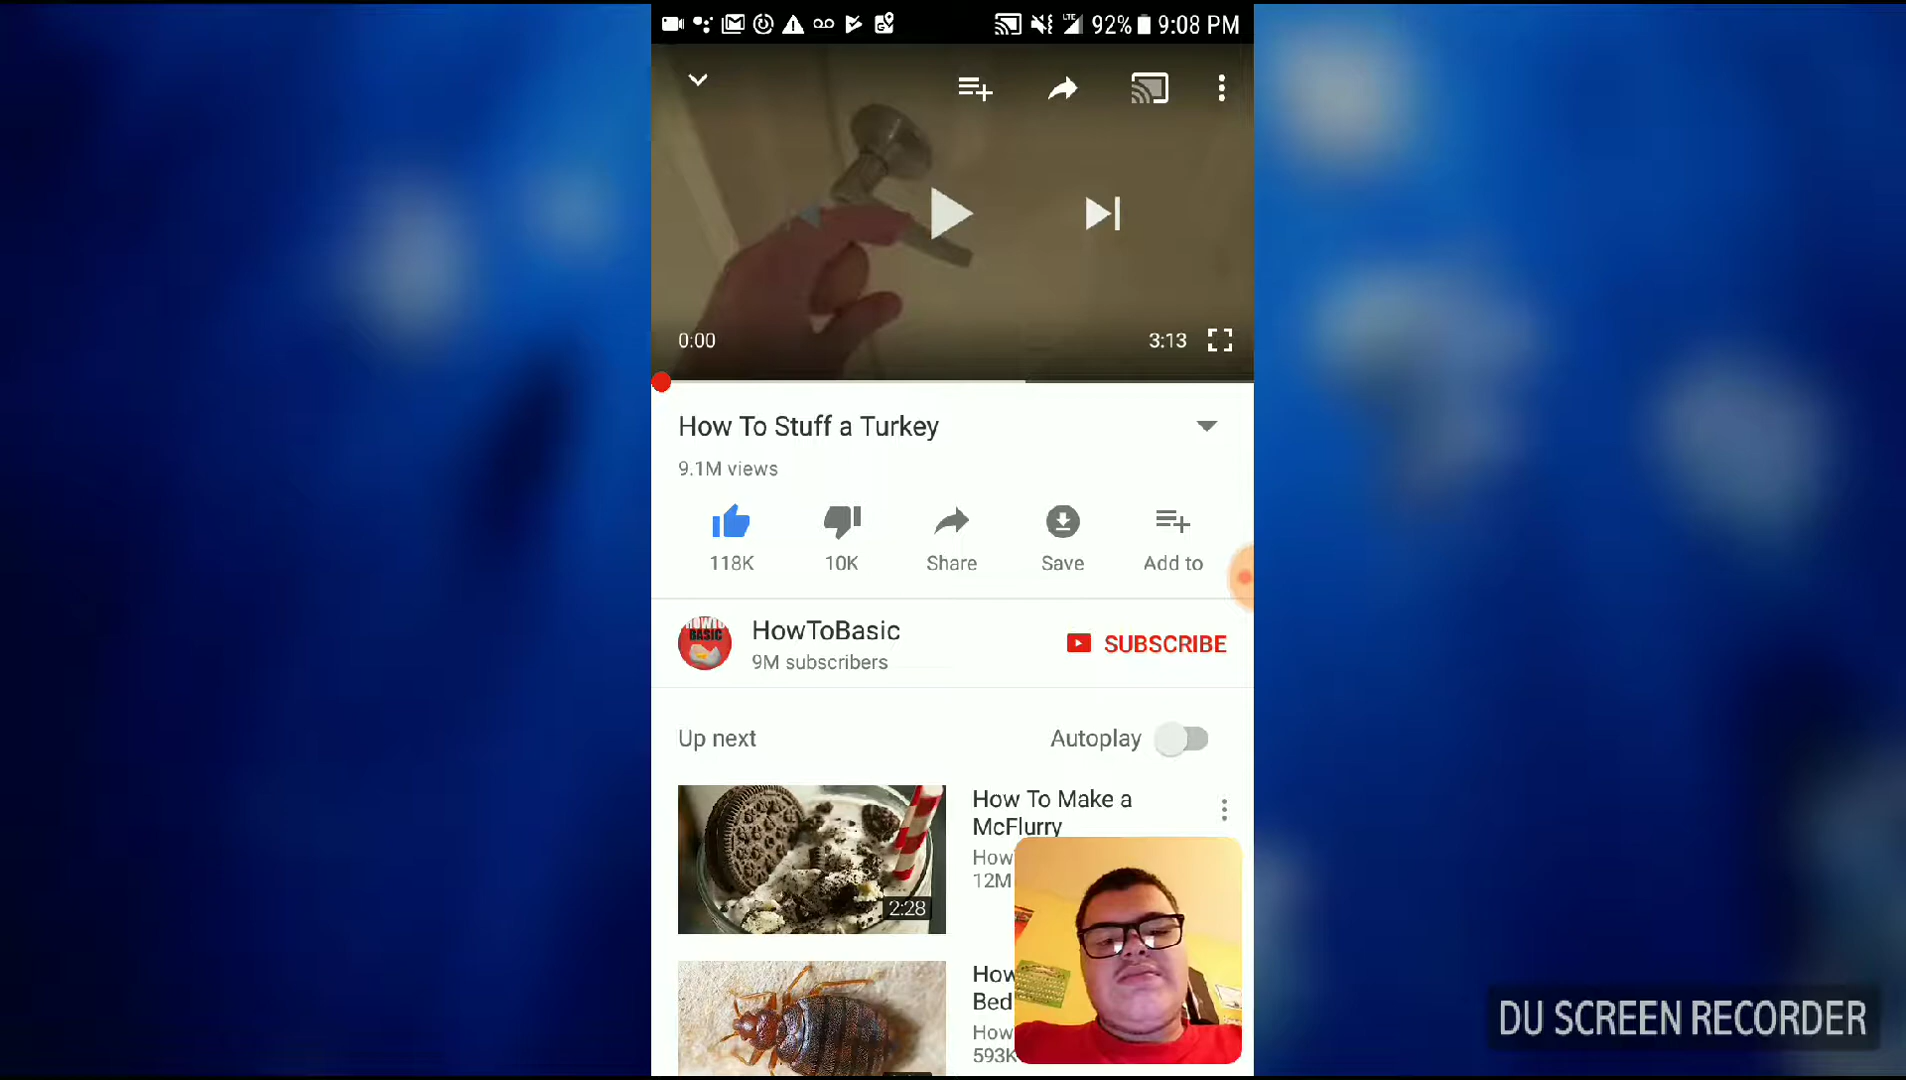 92% 9:08 PM
0:00
3:13
How To Stuff a Turkey
9.1M views
118K
10K
Share
Save
Add to
HOWTO
BASIC
HowToBasic
9M subscribers
SUBSCRIBE
Up next
Autoplay
How To Make a
McFlurry
How
12M
2:28
How
Bed
How
593K
DU SCREEN RECORDER